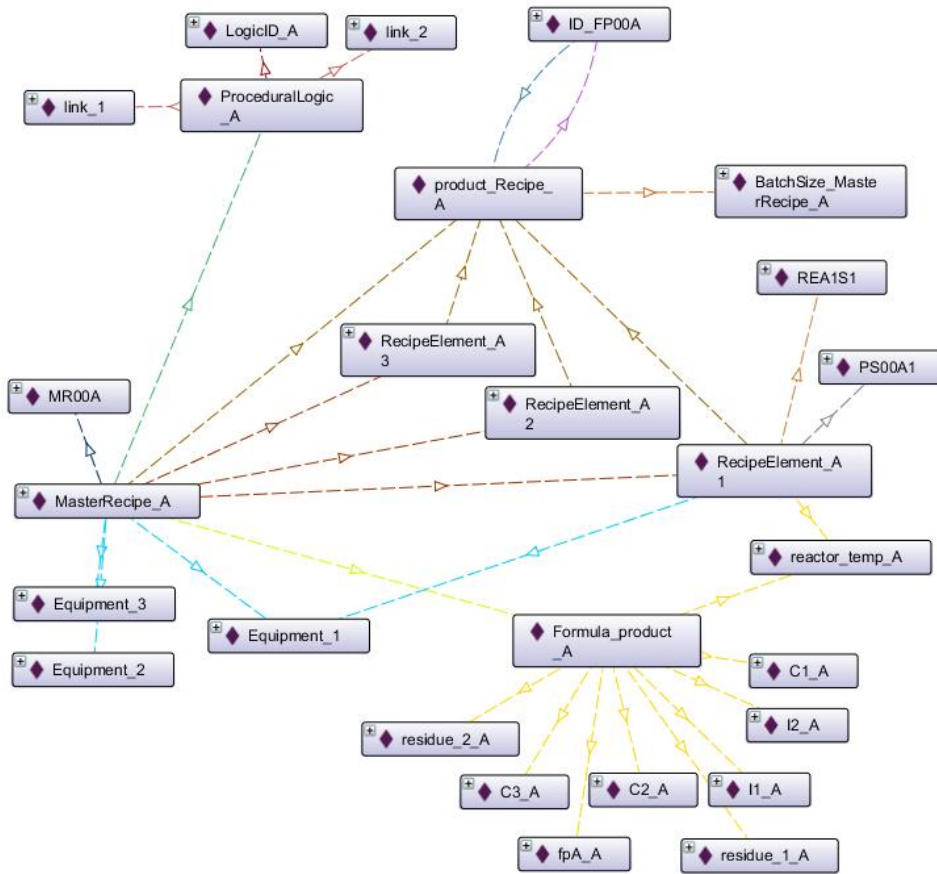 LogicID_A
link_2
ID_FP00A
link_1
ProceduralLogic
_A
product_Recipe_
A
BatchSize_Maste
rRecipe_A
REA1S1
RecipeElement_A
3
PS00A1
MR00A
RecipeElement_A
2
RecipeElement_A
1
MasterRecipe_A
reactor_temp_A
Equipment_3
Equipment_1
Formula_product
_A
Equipment_2
C1_A
I2_A
residue_2_A
C3_A
C2_A
I1_A
fpA_A
residue_1_A